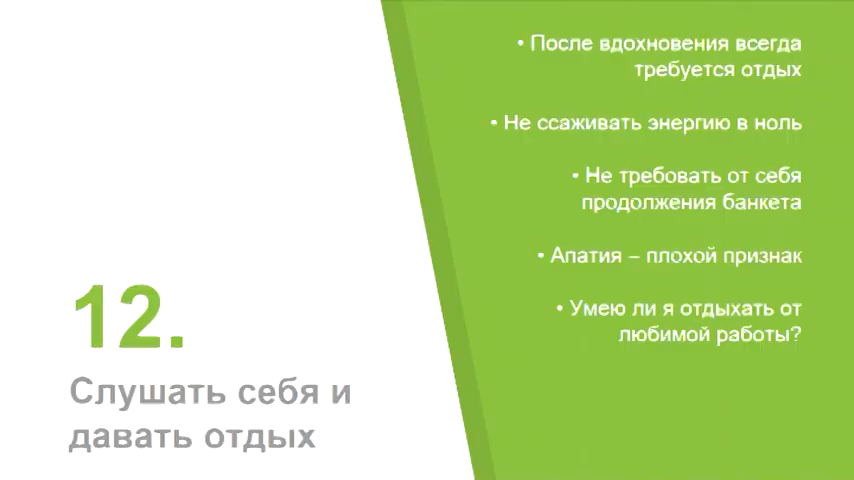 12.
Слушать себя и
давать отдых
• После вдохновения всегда
требуется отдых
• Не ссаживать энергию в ноль
• Не требовать от себя
продолжения банкета
• Апатия – плохой признак
• Умею ли я отдыхать от
любимой работы?